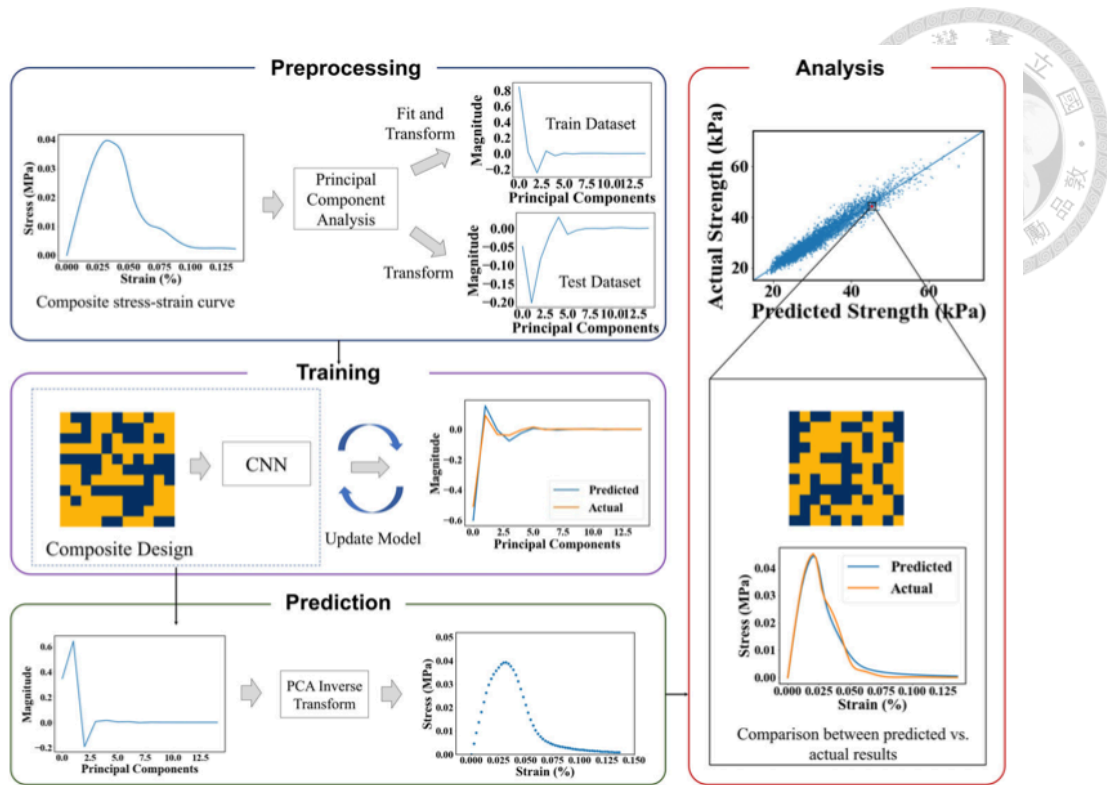 Preprocessing
Stress (MPa)
0.04
0.03
0.02
0.01
0.00
0.000 0.025 0.050 0.075 0.100 0.125
Strain (%)
Composite stress-strain curve
Principal
Component
Analysis
Fit and
Transform
Transform
Magnitude
0.8
0.6
0.4
0.2
0.0
−0.2
Train Dataset
0.0 2.5 5.0 7.5 10.0 12.5
Principal Components
Magnitude
0.00
−0.05
−0.10
−0.15
−0.20
Test Dataset
0.0 2.5 5.0 7.5 10.0 12.5
Principal Components
Training
Composite Design
CNN
Update Model
Magnitude
0.0
−0.2
−0.4
−0.6
Predicted
Actual
0.0 2.5 5.0 7.5 10.0 12.5
Principal Components
Prediction
Magnitude
0.6
0.4
0.2
0.0
−0.2
0.0 2.5 5.0 7.5 10.0 12.5
Principal Components
PCA Inverse
Transform
Stress (MPa)
0.05
0.04
0.03
0.02
0.01
0.00
0.000 0.025 0.050 0.075 0.100 0.125 0.150
Strain (%)
Analysis
Actual Strength (kPa)
60
40
20
20 40 60
Predicted Strength (kPa)
Stress (MPa)
0.04
0.03
0.02
0.01
0.00
Predicted
Actual
0.000 0.025 0.050 0.075 0.100 0.125
Strain (%)
Comparison between predicted vs.
actual results
立
國
敦
品
勵